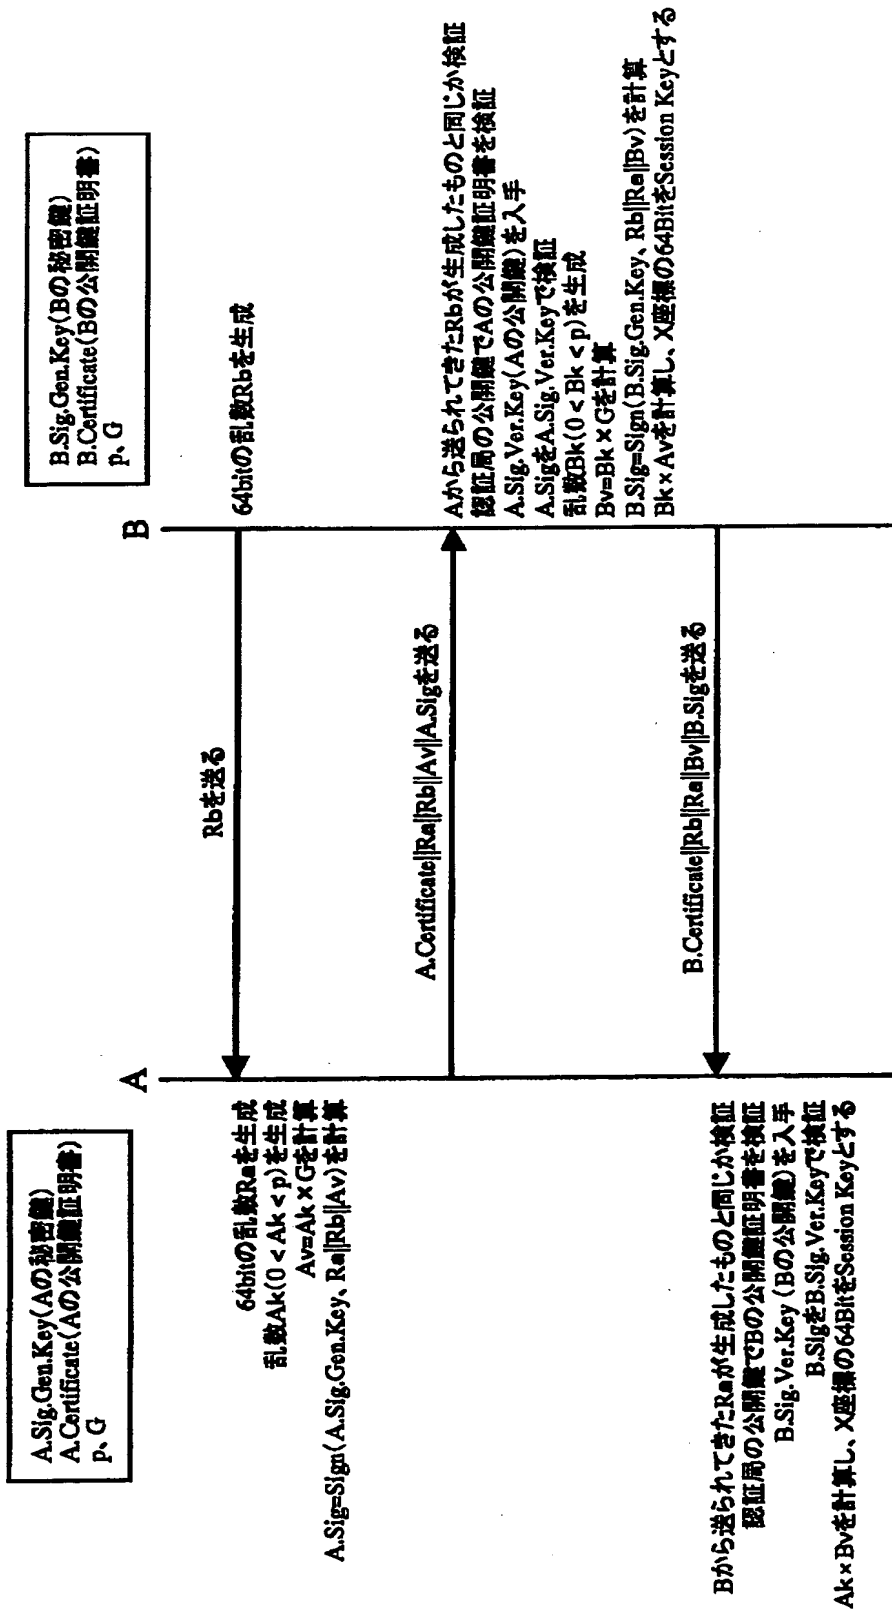 A.Sig.Gen.Key(Aの秘密鍵)
A.Certificate(Aの公開鍵証明書)
p、G
B.Sig.Gen.Key(Bの秘密鍵)
B.Certificate(Bの公開鍵証明書)
p、G
A
B
64bitの乱数Rbを生成
Rbを送る
64bitの乱数Raを生成
乱数Ak(0 < Ak < p)を生成
Av=Ak×Gを計算
A.Sig=Sign(A.Sig.Gen.Key、Ra||Rb||Av)を計算
A.Certificate||Ra||Rb||Av||A.Sigを送る
Aから送られてきたRbが生成したものと同じか検証
認証局の公開鍵でAの公開鍵証明書を検証
A.Sig.Ver.Key(Aの公開鍵)を入手
A.SigをA.Sig.Ver.Keyで検証
乱数Bk(0 < Bk < p)を生成
Bv=Bk×Gを計算
B.Sig=Sign(B.Sig.Gen.Key、Rb||Ra||Bv)を計算
Bk×Avを計算し、X座標の64BitをSession Keyとする
B.Certificate||Rb||Ra||Bv||B.Sigを送る
Bから送られてきたRaが生成したものと同じか検証
認証局の公開鍵でBの公開鍵証明書を検証
B.Sig.Ver.Key (Bの公開鍵)を入手
B.SigをB.Sig.Ver.Keyで検証
Ak×Bvを計算し、X座標の64BitをSession Keyとする